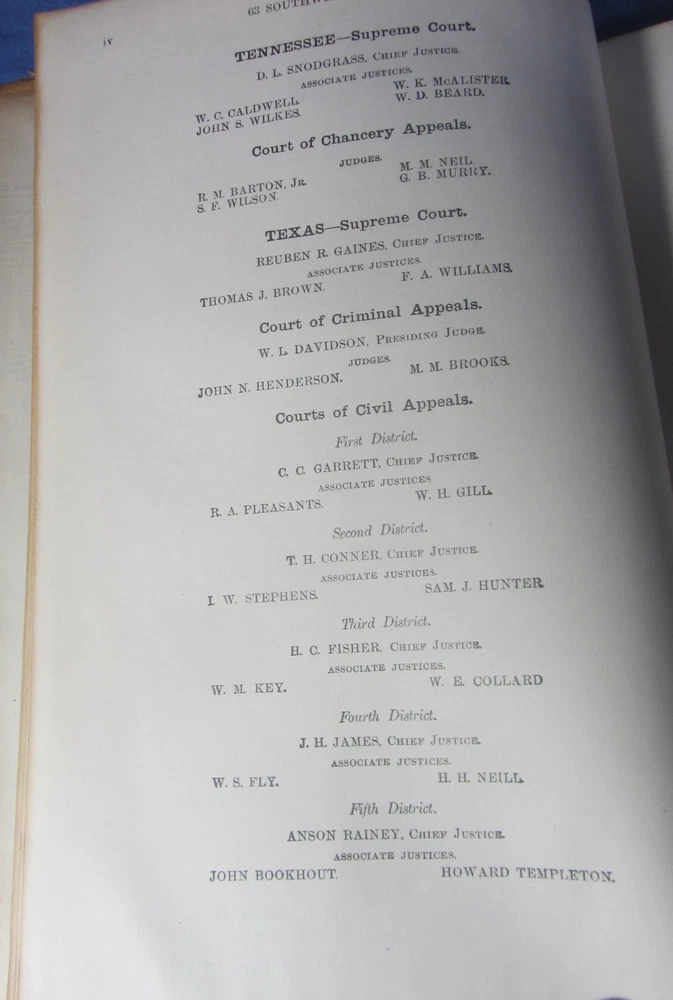 iv
63 SOUTHW
TENNESSEE—Supreme Court.
D. L. SNODGRASS, CHIEF JUSTICE.
ASSOCIATE JUSTICES.
W. C. CALDWELL. W. K. McALISTER.
JOHN S. WILKES. W. D. BEARD.
Court of Chancery Appeals.
JUDGES.
R. M. BARTON, JR. M. M. NEIL.
S. F. WILSON. G. B. MURRY.
TEXAS—Supreme Court.
REUBEN R. GAINES, CHIEF JUSTICE.
ASSOCIATE JUSTICES.
THOMAS J. BROWN. F. A. WILLIAMS.
Court of Criminal Appeals.
W. L. DAVIDSON, PRESIDING JUDGE.
JUDGES.
JOHN N. HENDERSON. M. M. BROOKS.
Courts of Civil Appeals.
First District.
C. C. GARRETT, CHIEF JUSTICE.
ASSOCIATE JUSTICES
R. A. PLEASANTS. W. H. GILL.
Second District.
T. H. CONNER, CHIEF JUSTICE.
ASSOCIATE JUSTICES.
I. W. STEPHENS. SAM. J. HUNTER.
Third District.
H. C. FISHER, CHIEF JUSTICE.
ASSOCIATE JUSTICES.
W. M. KEY. W. E. COLLARD
Fourth District.
J. H. JAMES, CHIEF JUSTICE.
ASSOCIATE JUSTICES.
W. S. FLY. H. H. NEILL.
Fifth District.
ANSON RAINEY, CHIEF JUSTICE.
ASSOCIATE JUSTICES.
JOHN BOOKHOUT. HOWARD TEMPLETON.